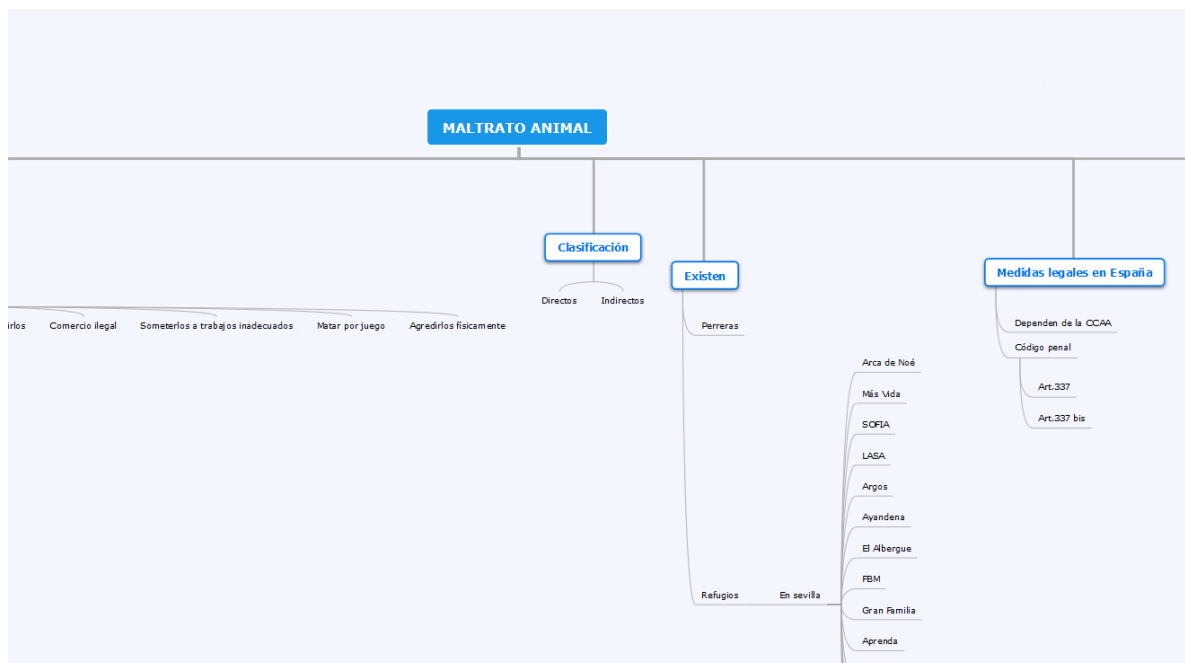 MALTRATO ANIMAL
Clasificación
Directos
Indirectos
Comercio ilegal
Someterlos a trabajos inadecuados
Matar por juego
Agredirlos físicamente
Existen
Perreras
Refugios
En sevilla
Arca de Noé
Más Vida
SOFIA
LASA
Argos
Ayandena
El Albergue
FBM
Gran Familia
Aprenda
Medidas legales en España
Dependen de la CCAA
Código penal
Art.337
Art.337 bis